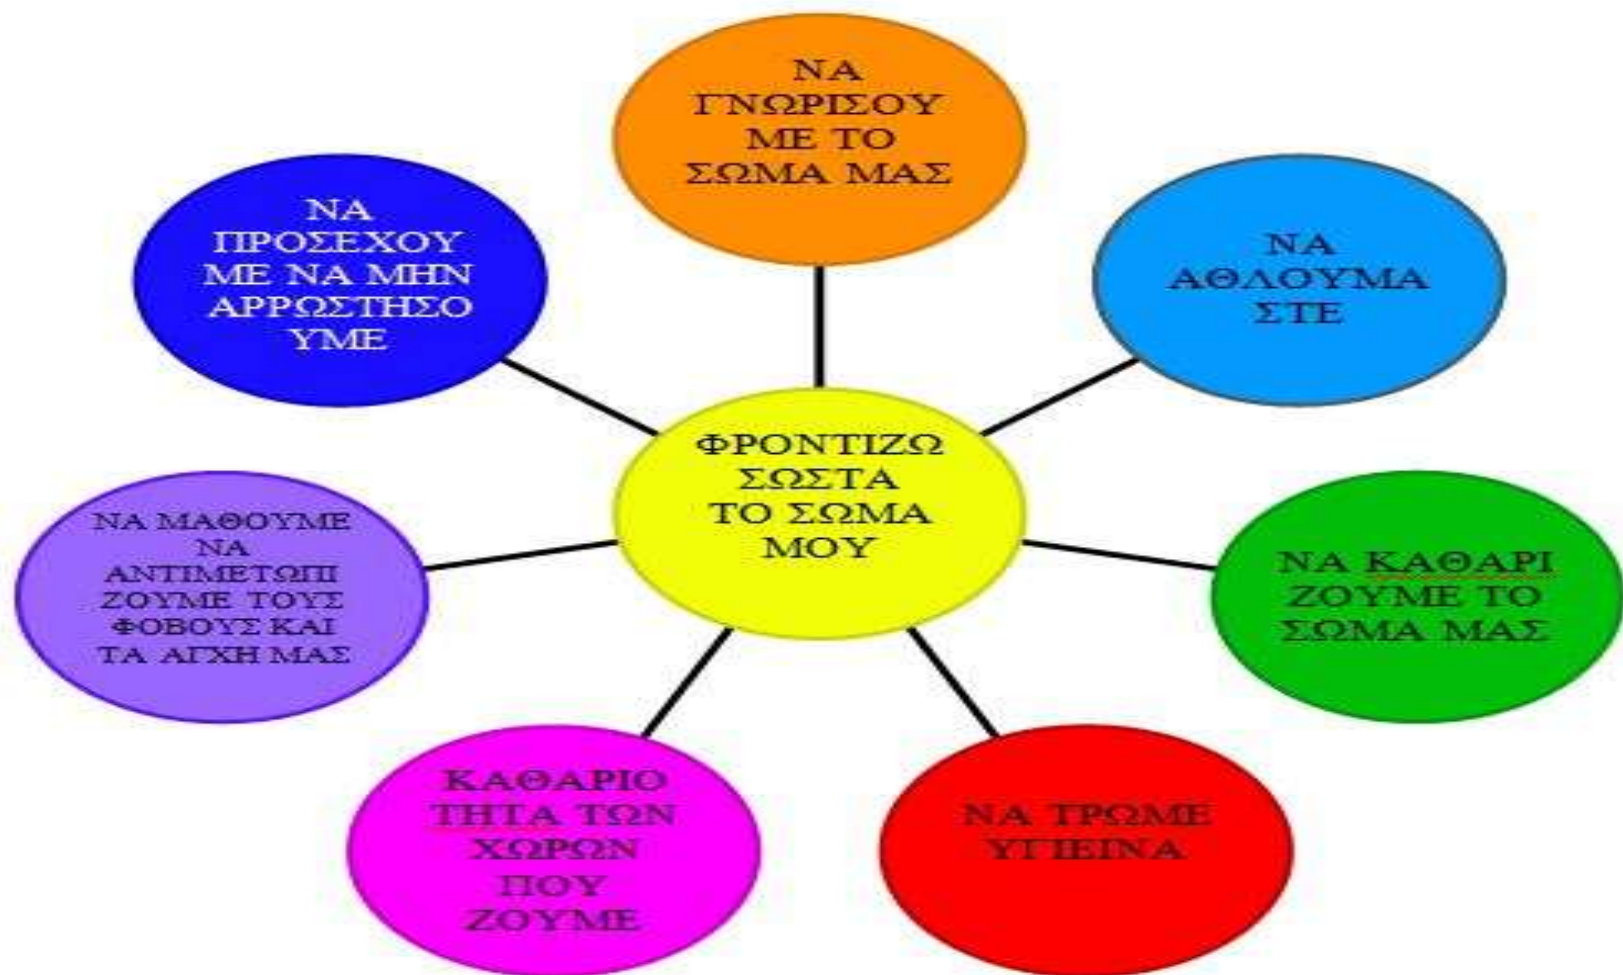 ΝΑ
ΓΝΩΡΙΣΟΥ
ΜΕ ΤΟ
ΣΩΜΑ ΜΑΣ
ΝΑ
ΑΘΛΟΥΜΑ
ΣΤΕ
ΝΑ ΚΑΘΑΡΙ
ΖΟΥΜΕ ΤΟ
ΣΩΜΑ ΜΑΣ
ΝΑ ΤΡΩΜΕ
ΥΓΙΕΙΝΑ
ΚΑΘΑΡΙΟ
ΤΗΤΑ ΤΩΝ
ΧΩΡΩΝ
ΠΟΥ
ΖΟΥΜΕ
ΝΑ ΜΑΘΟΥΜΕ
ΝΑ
ΑΝΤΙΜΕΤΩΠΙ
ΖΟΥΜΕ ΤΟΥΣ
ΦΟΒΟΥΣ ΚΑΙ
ΤΑ ΑΓΧΗ ΜΑΣ
ΝΑ
ΠΡΟΣΕΧΟΥ
ΜΕ ΝΑ ΜΗΝ
ΑΡΡΩΣΤΗΣΟ
ΥΜΕ
ΦΡΟΝΤΙΖΩ
ΣΩΣΤΑ
ΤΟ ΣΩΜΑ
ΜΟΥ